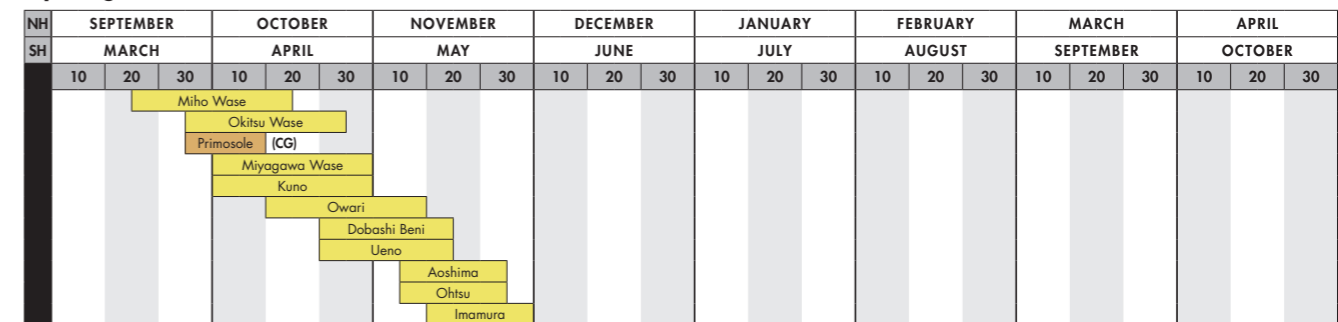 NH SEPTEMBER OCTOBER NOVEMBER DECEMBER JANUARY FEBRUARY MARCH APRIL
SH MARCH APRIL MAY JUNE JULY AUGUST SEPTEMBER OCTOBER
10 20 30 10 20 30 10 20 30 10 20 30 10 20 30 10 20 30 10 20 30 10 20 30
Miho Wase
Okitsu Wase
Primosole (CG)
Miyagawa Wase
Kuno
Owari
Dobashi Beni
Ueno
Aoshima
Ohtsu
Imamura